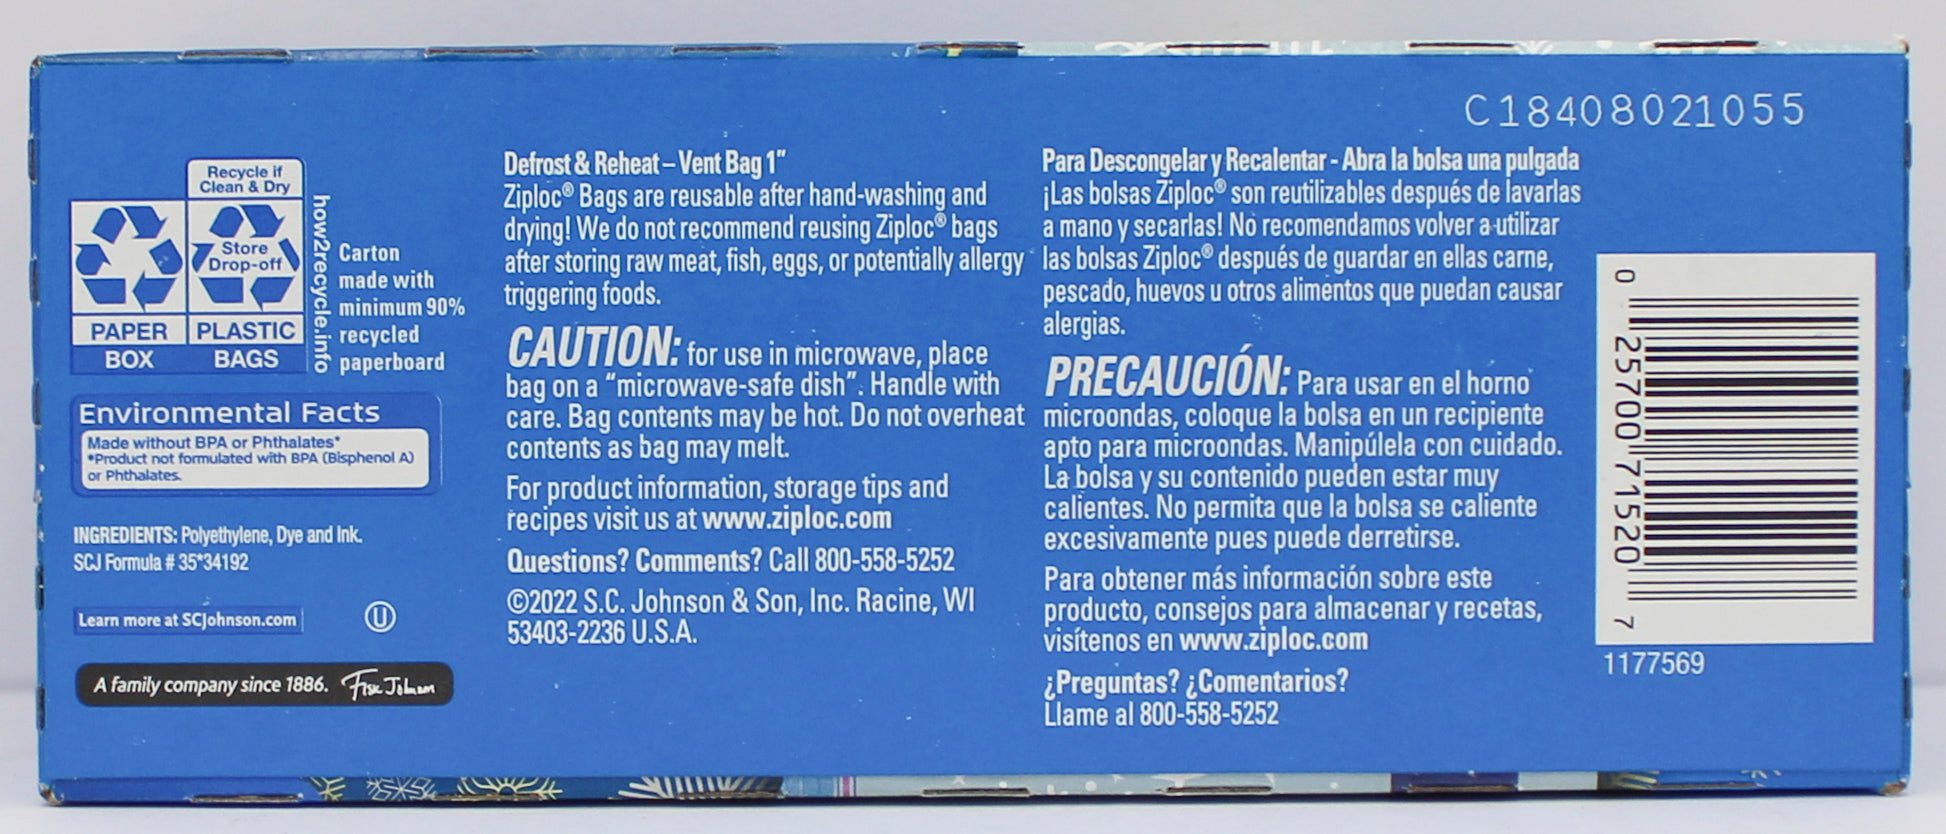 C18408021055
Recycle if
Clean & Dry
Store
Drop-off
PAPER
BOX
PLASTIC
BAGS
how2recycle.info
Carton
made with
minimum 90%
recycled
paperboard
Environmental Facts
Made without BPA or Phthalates*
*Product not formulated with BPA (Bisphenol A)
or Phthalates.
INGREDIENTS: Polyethylene, Dye and Ink.
SCJ Formula # 35*34192
Learn more at SCJohnson.com
U
A family company since 1886. Fisk Johnson
Defrost & Reheat – Vent Bag 1"
Ziploc® Bags are reusable after hand-washing and
drying! We do not recommend reusing Ziploc® bags
after storing raw meat, fish, eggs, or potentially allergy
triggering foods.
CAUTION: for use in microwave, place
bag on a “microwave-safe dish”. Handle with
care. Bag contents may be hot. Do not overheat
contents as bag may melt.
For product information, storage tips and
recipes visit us at www.ziploc.com
Questions? Comments? Call 800-558-5252
©2022 S.C. Johnson & Son, Inc. Racine, WI
53403-2236 U.S.A.
Para Descongelar y Recalentar - Abra la bolsa una pulgada
¡Las bolsas Ziploc® son reutilizables después de lavarlas
a mano y secarlas! No recomendamos volver a utilizar
las bolsas Ziploc® después de guardar en ellas carne,
pescado, huevos u otros alimentos que puedan causar
alergias.
PRECAUCIÓN: Para usar en el horno
microondas, coloque la bolsa en un recipiente
apto para microondas. Manipúlela con cuidado.
La bolsa y su contenido pueden estar muy
calientes. No permita que la bolsa se caliente
excesivamente pues puede derretirse.
Para obtener más información sobre este
producto, consejos para almacenar y recetas,
visítenos en www.ziploc.com
¿Preguntas? ¿Comentarios?
Llame al 800-558-5252
0 25700 71520 7
1177569